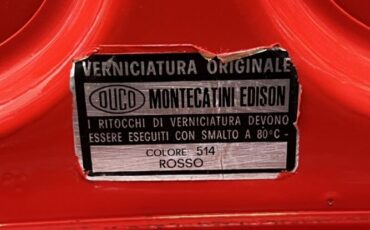 VERNICIATURA ORIGINALE
DUCO MONTECATINI EDISON
I RITOCCHI DI VERNICIATURA DEVONO
ESSERE ESEGUITI CON SMALTO A 80°C -
COLORE 514
ROSSO